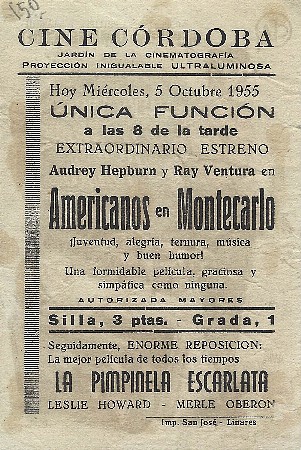 150
CINE CÓRDOBA
JARDÍN DE LA CINEMATOGRAFÍA
PROYECCIÓN INIGUALABLE ULTRALUMINOSA
Hoy Miércoles, 5 Octubre 1955
ÚNICA FUNCIÓN
a las 8 de la tarde
EXTRAORDINARIO ESTRENO
Audrey Hepburn y Ray Ventura en
Americanos en Montecarlo
¡Juventud, alegría, ternura, música
y buen humor!
Una formidable película, graciosa y
simpática como ninguna.
AUTORIZADA MAYORES
Silla, 3 ptas. - Grada, 1
Seguidamente, ENORME REPOSICIÓN:
La mejor película de todos los tiempos
LA PIMPINELA ESCARLATA
LESLIE HOWARD - MERLE OBERON
Imp. San José - Linares